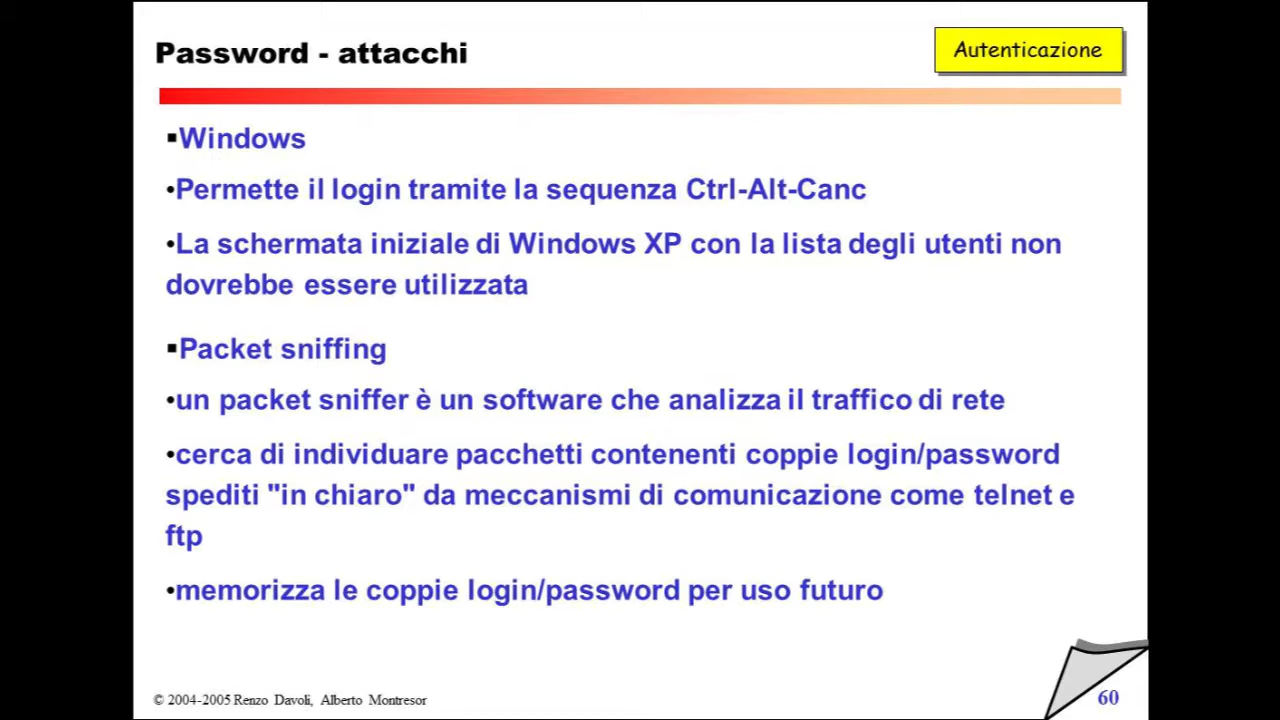 Password - attacchi
Autenticazione
▪Windows
•Permette il login tramite la sequenza Ctrl-Alt-Canc
•La schermata iniziale di Windows XP con la lista degli utenti non
dovrebbe essere utilizzata
▪Packet sniffing
•un packet sniffer è un software che analizza il traffico di rete
•cerca di individuare pacchetti contenenti coppie login/password
spediti "in chiaro" da meccanismi di comunicazione come telnet e
ftp
•memorizza le coppie login/password per uso futuro
© 2004-2005 Renzo Davoli, Alberto Montresor
60